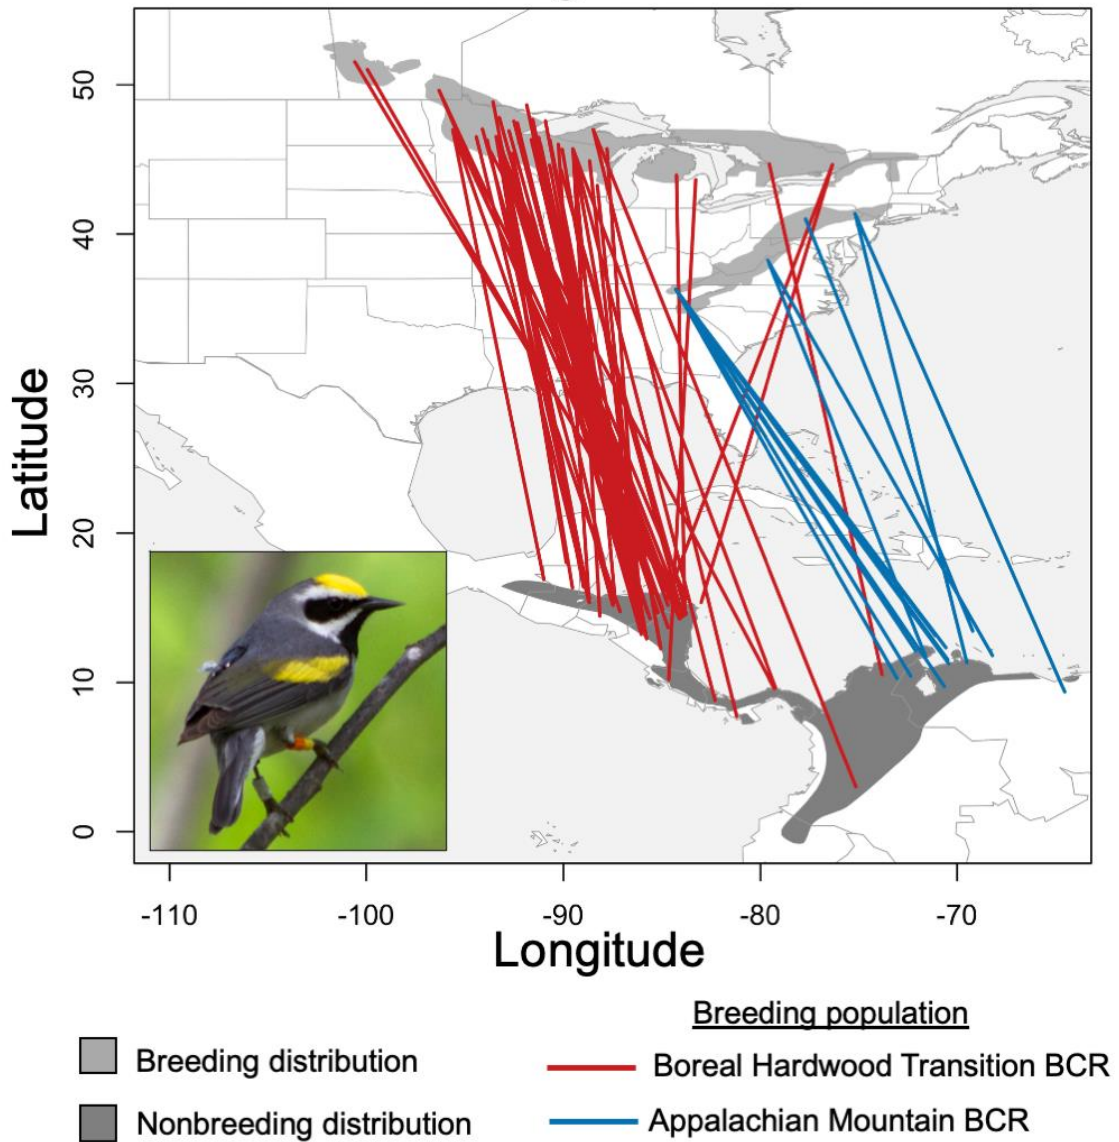 50
40
30
20
10
0
Latitude
-110 -100 -90 -80 -70
Longitude
Breeding population
Breeding distribution
Boreal Hardwood Transition BCR
Nonbreeding distribution
Appalachian Mountain BCR